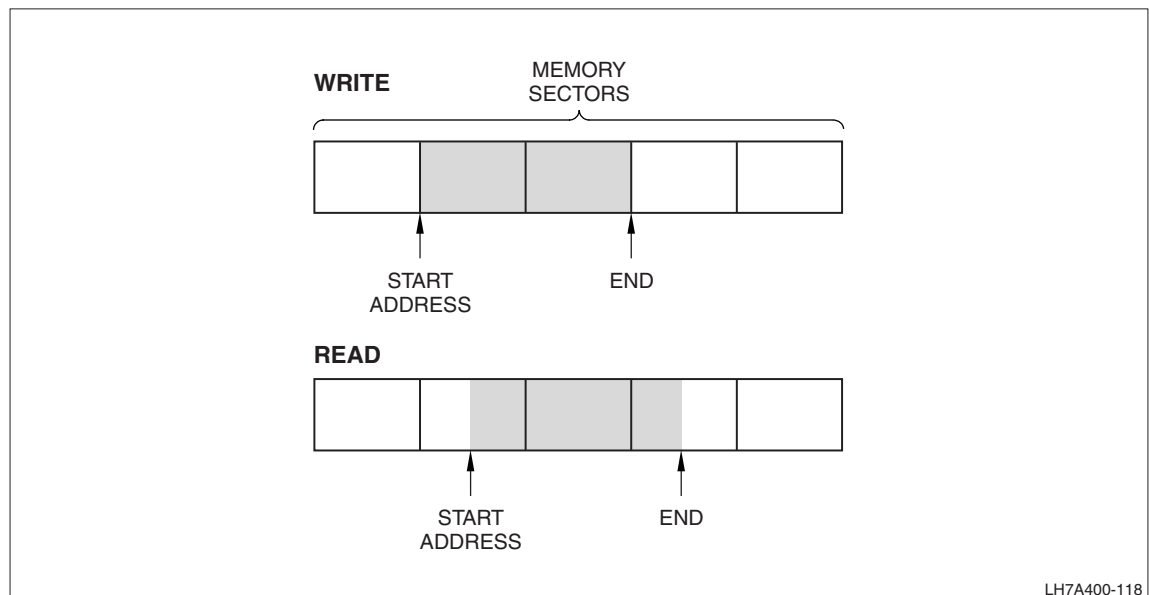 WRITE
MEMORY
SECTORS
START
ADDRESS
END
READ
START
ADDRESS
END
LH7A400-118